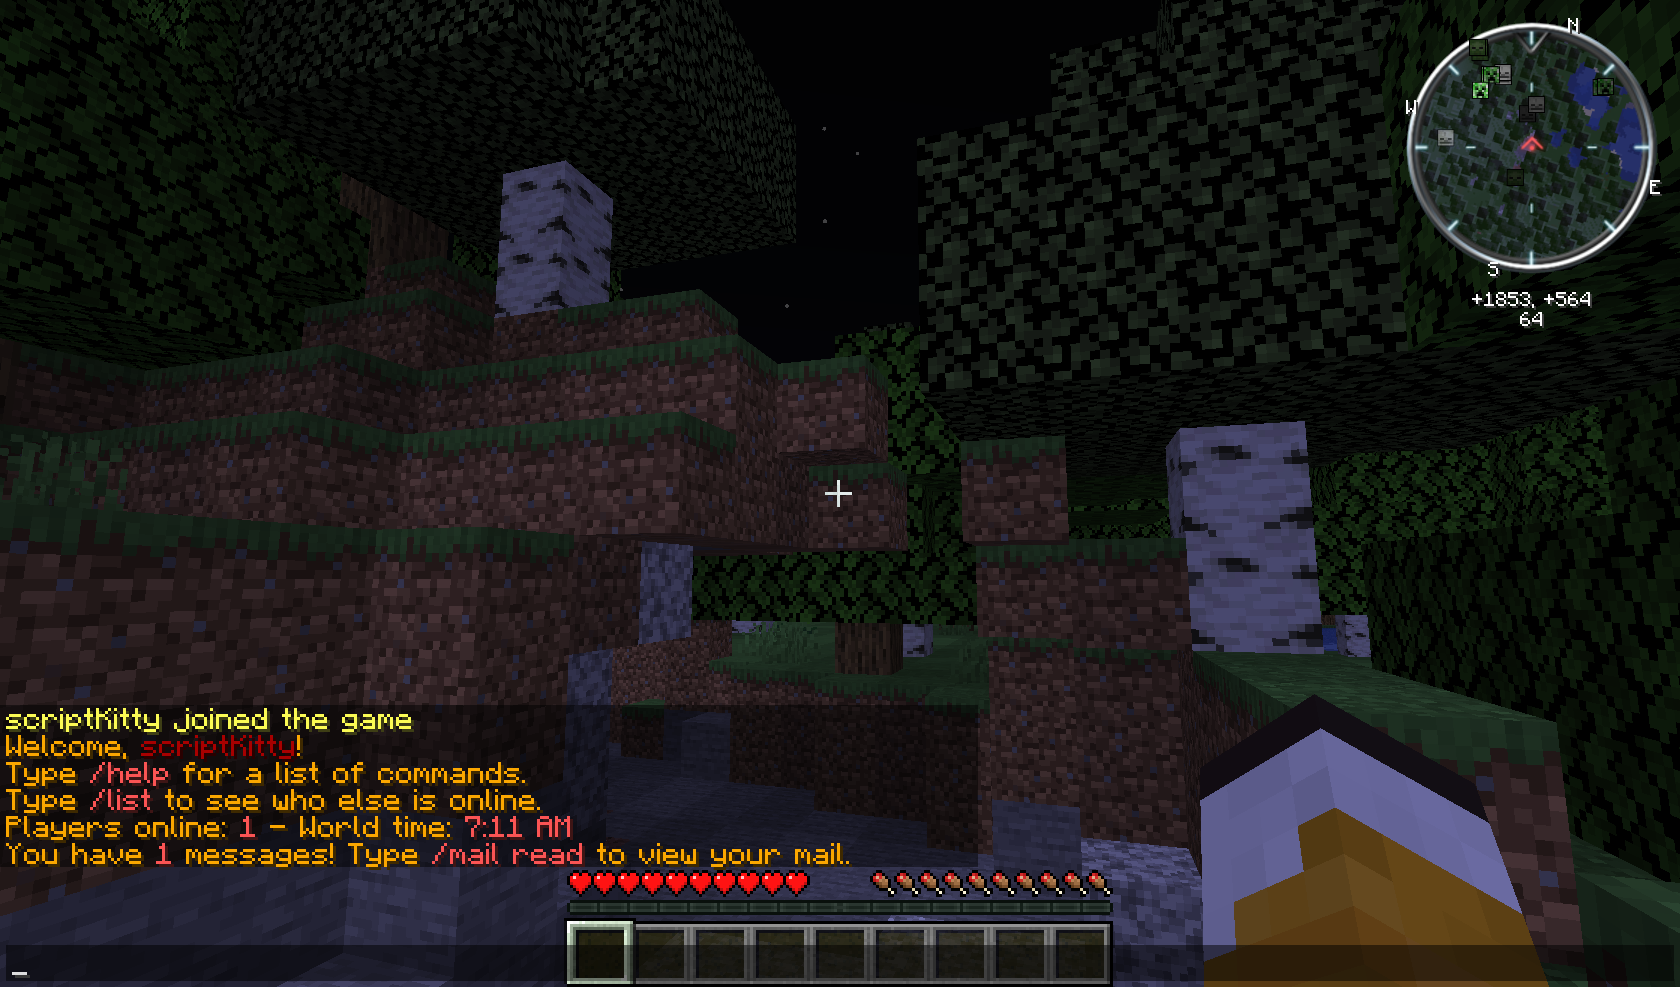 N
W
E
S
+1853, +564
64
scriptKitty joined the game
Welcome, scriptKitty!
Type /help for a list of commands.
Type /list to see who else is online.
Players online: 1 - World time: 7:11 AM
You have 1 messages! Type /mail read to view your mail.
_